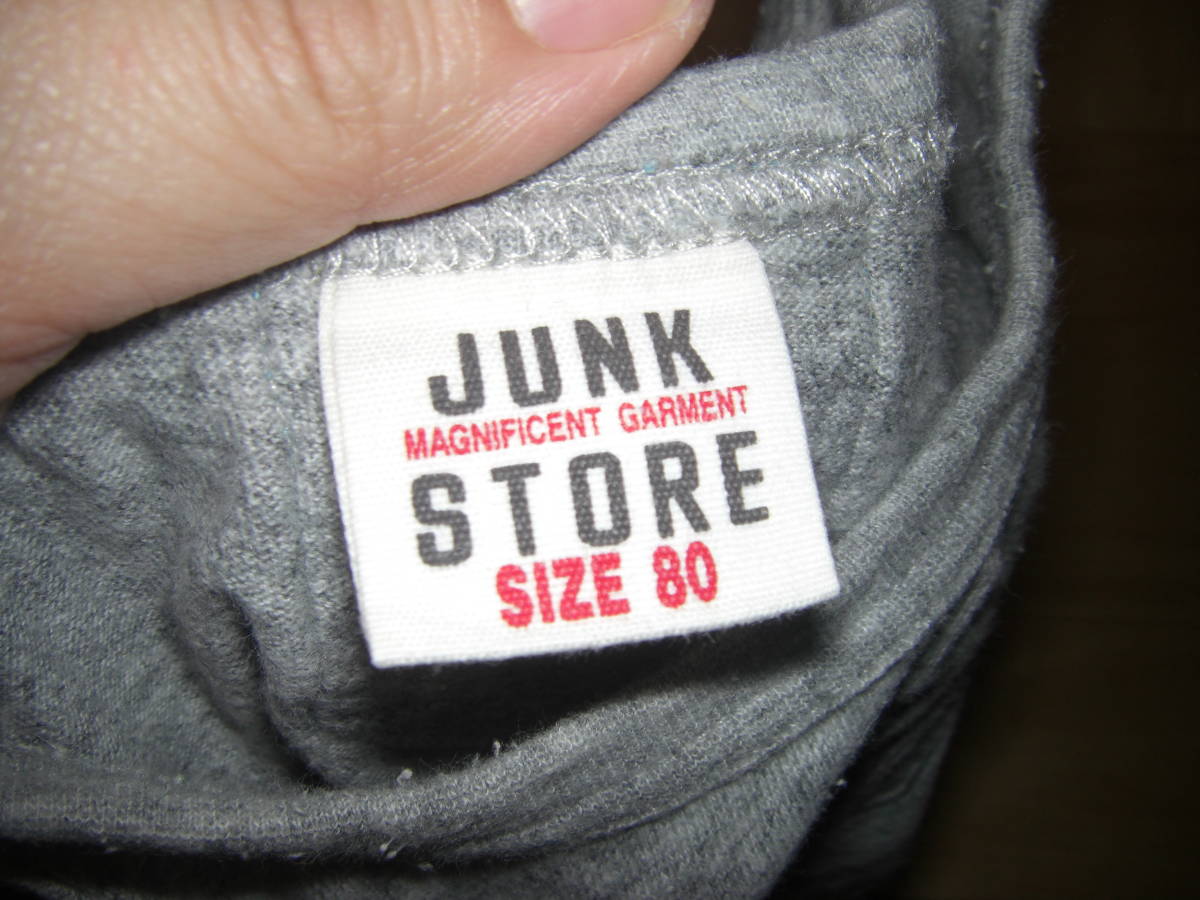 JUNK
MAGNIFICENT GARMENT
STORE
SIZE 80